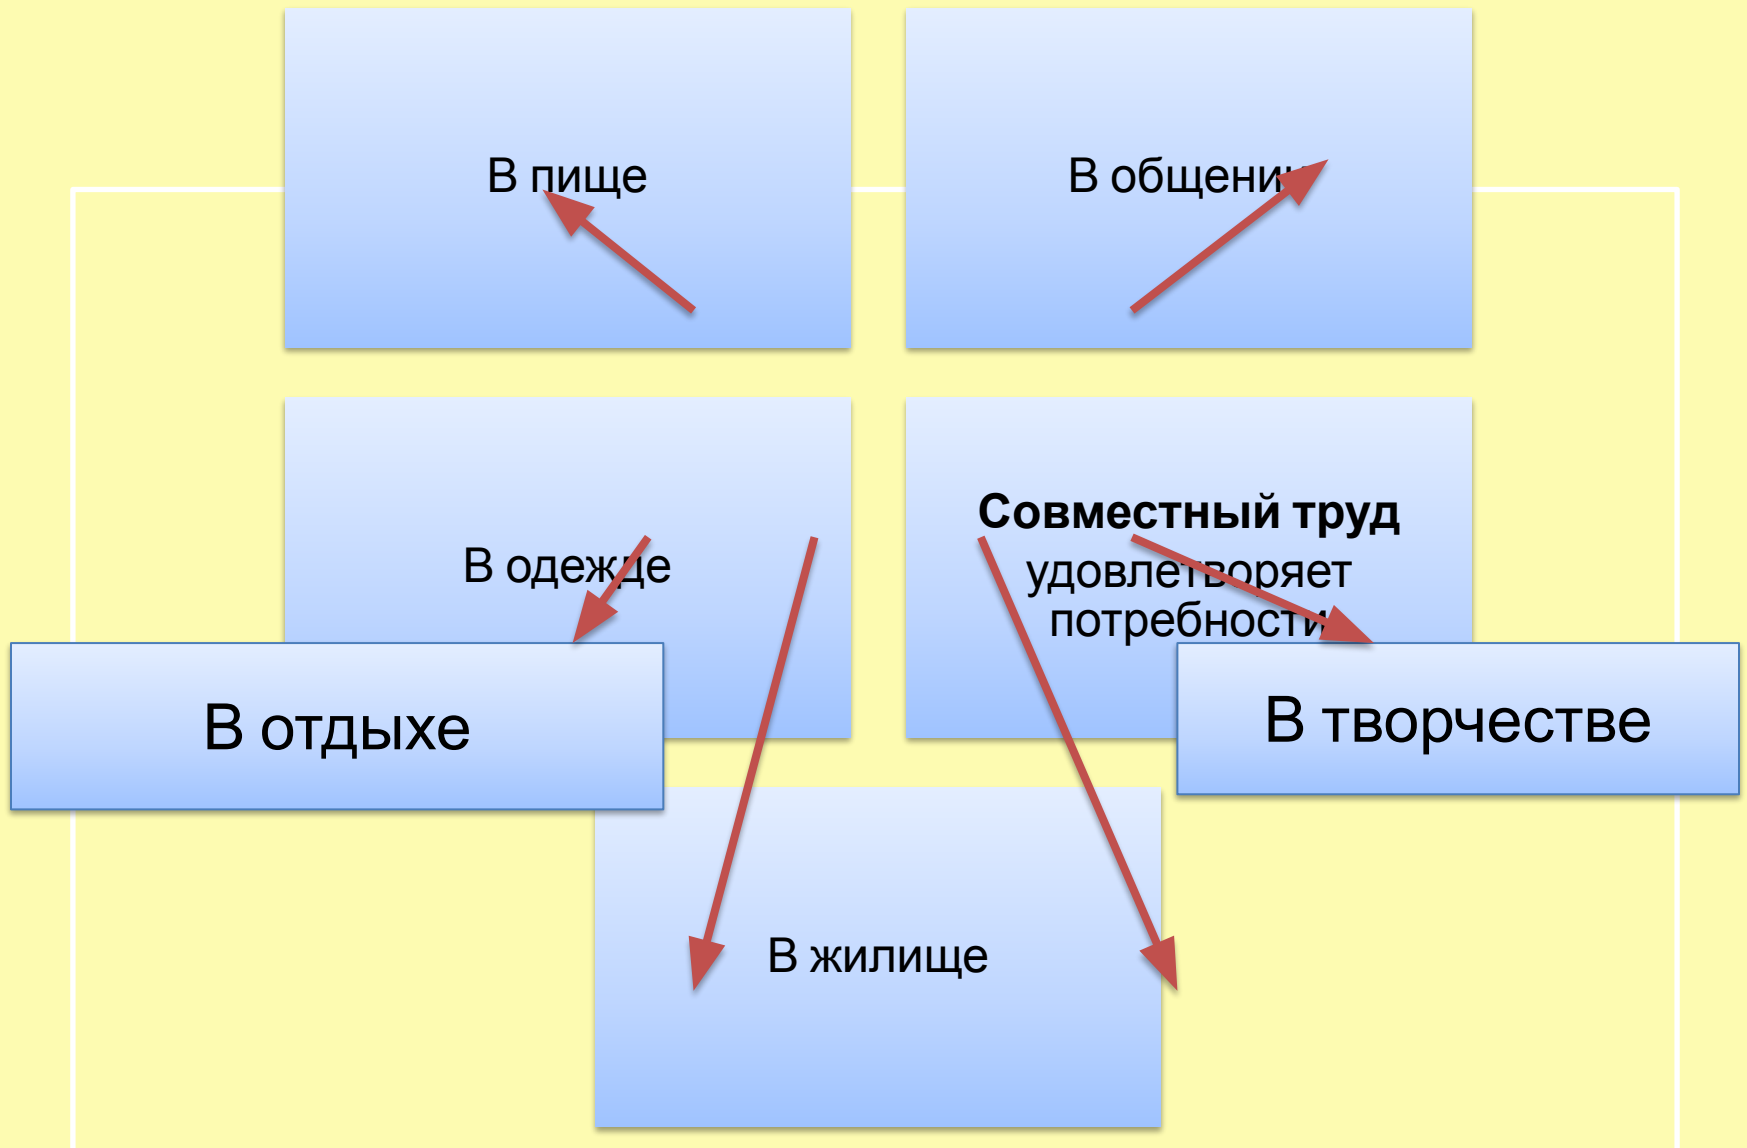 В пище
В общении
В одежде
Совместный труд
удовлетворяет
потребности
В отдыхе
В творчестве
В жилище